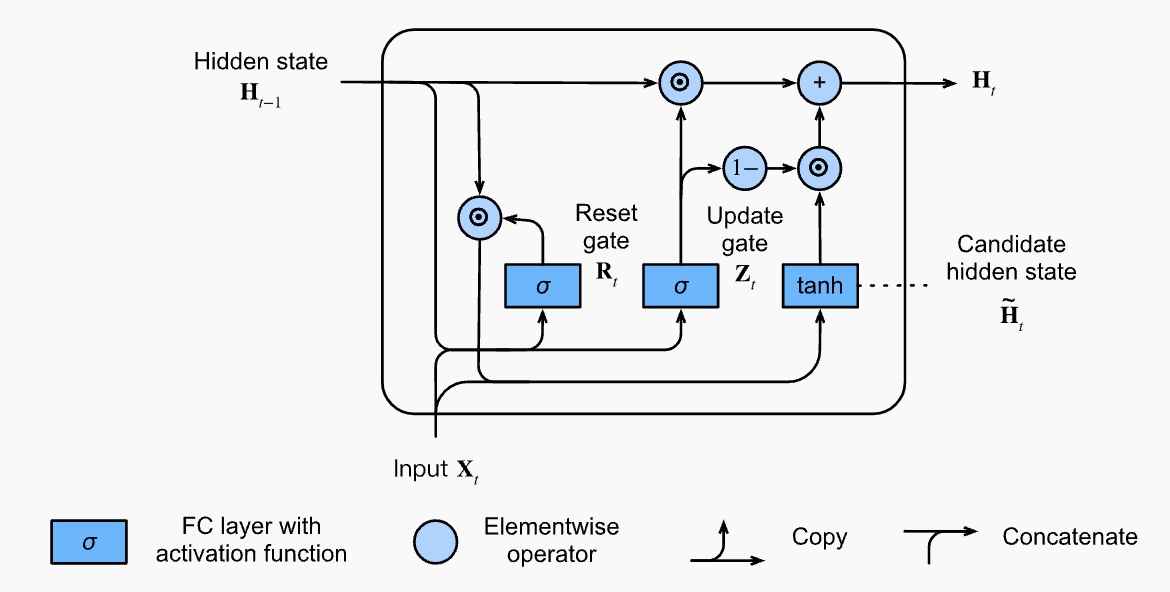 Hidden state
H_{t−1}
⊙
+
H_t
1−
⊙
⊙
Reset
gate
R_t
Update
gate
Z_t
σ
σ
tanh
Candidate
hidden state
H̃_t
Input X_t
σ
FC layer with
activation function
Elementwise
operator
Copy
Concatenate